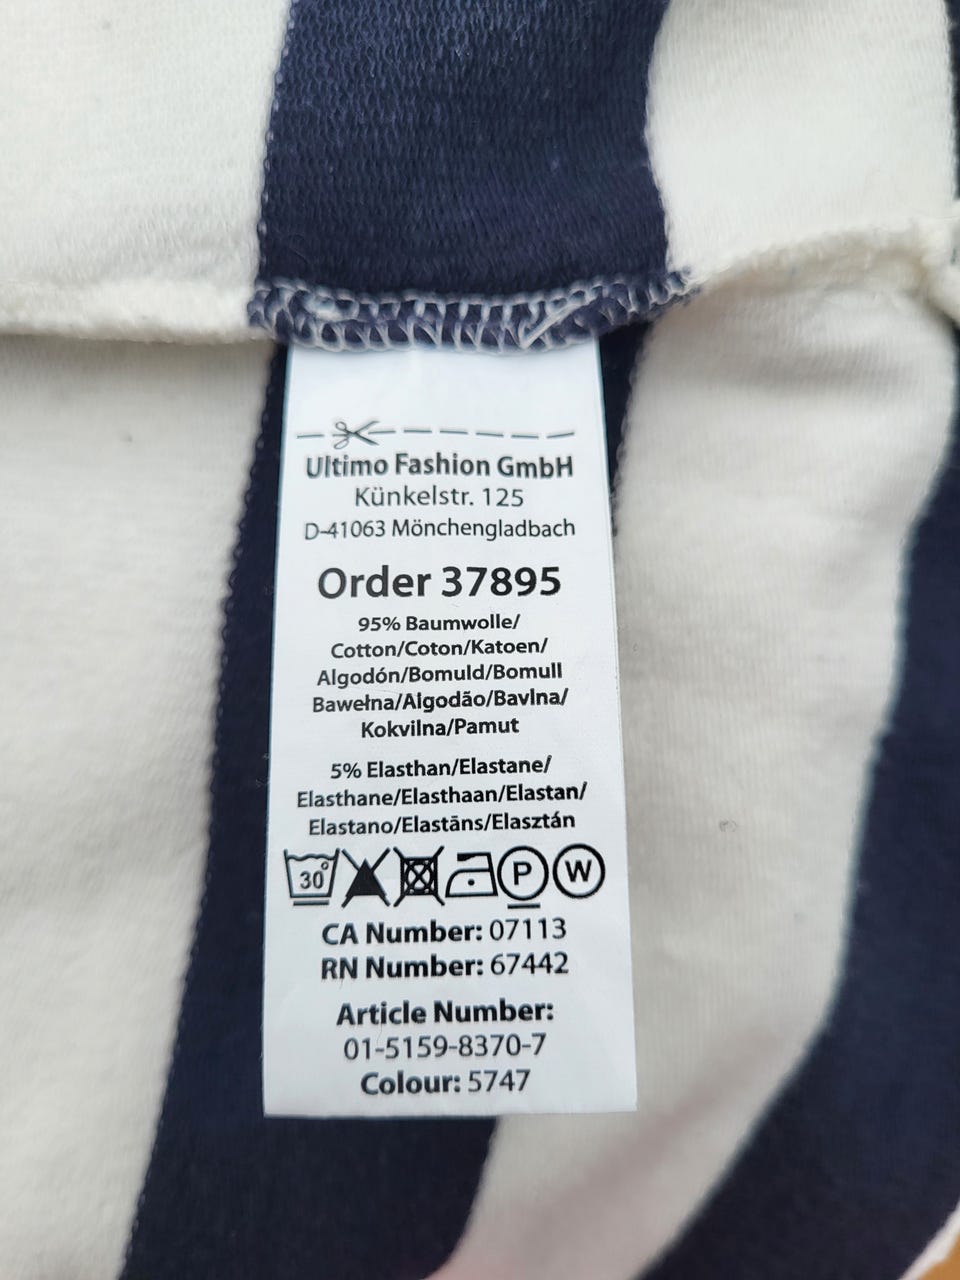 Ultimo Fashion GmbH
Künkelstr. 125
D-41063 Mönchengladbach
Order 37895
95% Baumwolle/
Cotton/Coton/Katoen/
Algodón/Bomuld/Bomull
Bawełna/Algodão/Bavlna/
Kokvilna/Pamut
5% Elasthan/Elastane/
Elasthane/Elasthaan/Elastan/
Elastano/Elastāns/Elasztán
30° P W
CA Number: 07113
RN Number: 67442
Article Number:
01-5159-8370-7
Colour: 5747